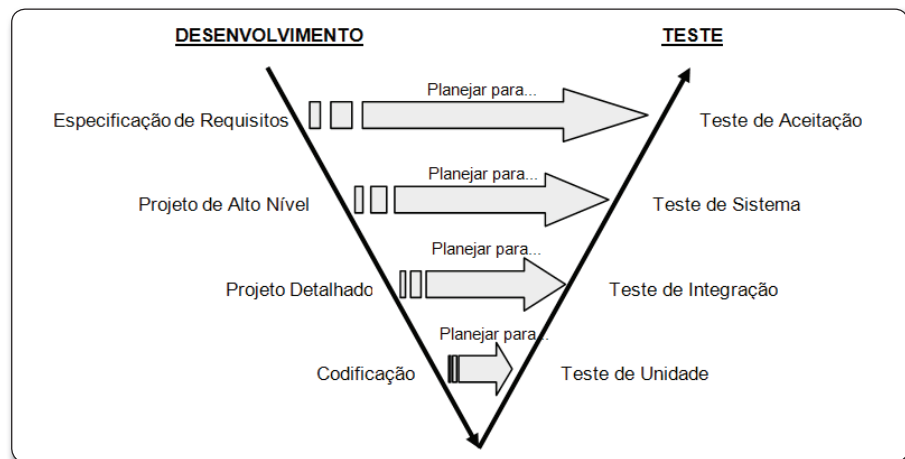 DESENVOLVIMENTO TESTE
Planejar para...
Especificação de Requisitos Teste de Aceitação
Planejar para...
Projeto de Alto Nível Teste de Sistema
Planejar para...
Projeto Detalhado Teste de Integração
Planejar para...
Codificação Teste de Unidade